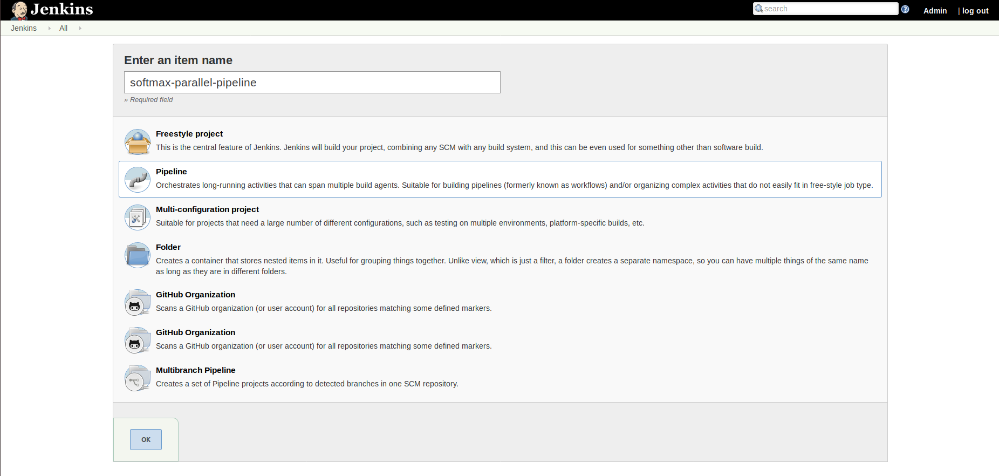 Jenkins
search
Admin
| log out
Jenkins
All
Enter an item name
softmax-parallel-pipeline
» Required field
Freestyle project
This is the central feature of Jenkins. Jenkins will build your project, combining any SCM with any build system, and this can be even used for something other than software build.
Pipeline
Orchestrates long-running activities that can span multiple build agents. Suitable for building pipelines (formerly known as workflows) and/or organizing complex activities that do not easily fit in free-style job type.
Multi-configuration project
Suitable for projects that need a large number of different configurations, such as testing on multiple environments, platform-specific builds, etc.
Folder
Creates a container that stores nested items in it. Useful for grouping things together. Unlike view, which is just a filter, a folder creates a separate namespace, so you can have multiple things of the same name
as long as they are in different folders.
GitHub Organization
Scans a GitHub organization (or user account) for all repositories matching some defined markers.
GitHub Organization
Scans a GitHub organization (or user account) for all repositories matching some defined markers.
Multibranch Pipeline
Creates a set of Pipeline projects according to detected branches in one SCM repository.
OK